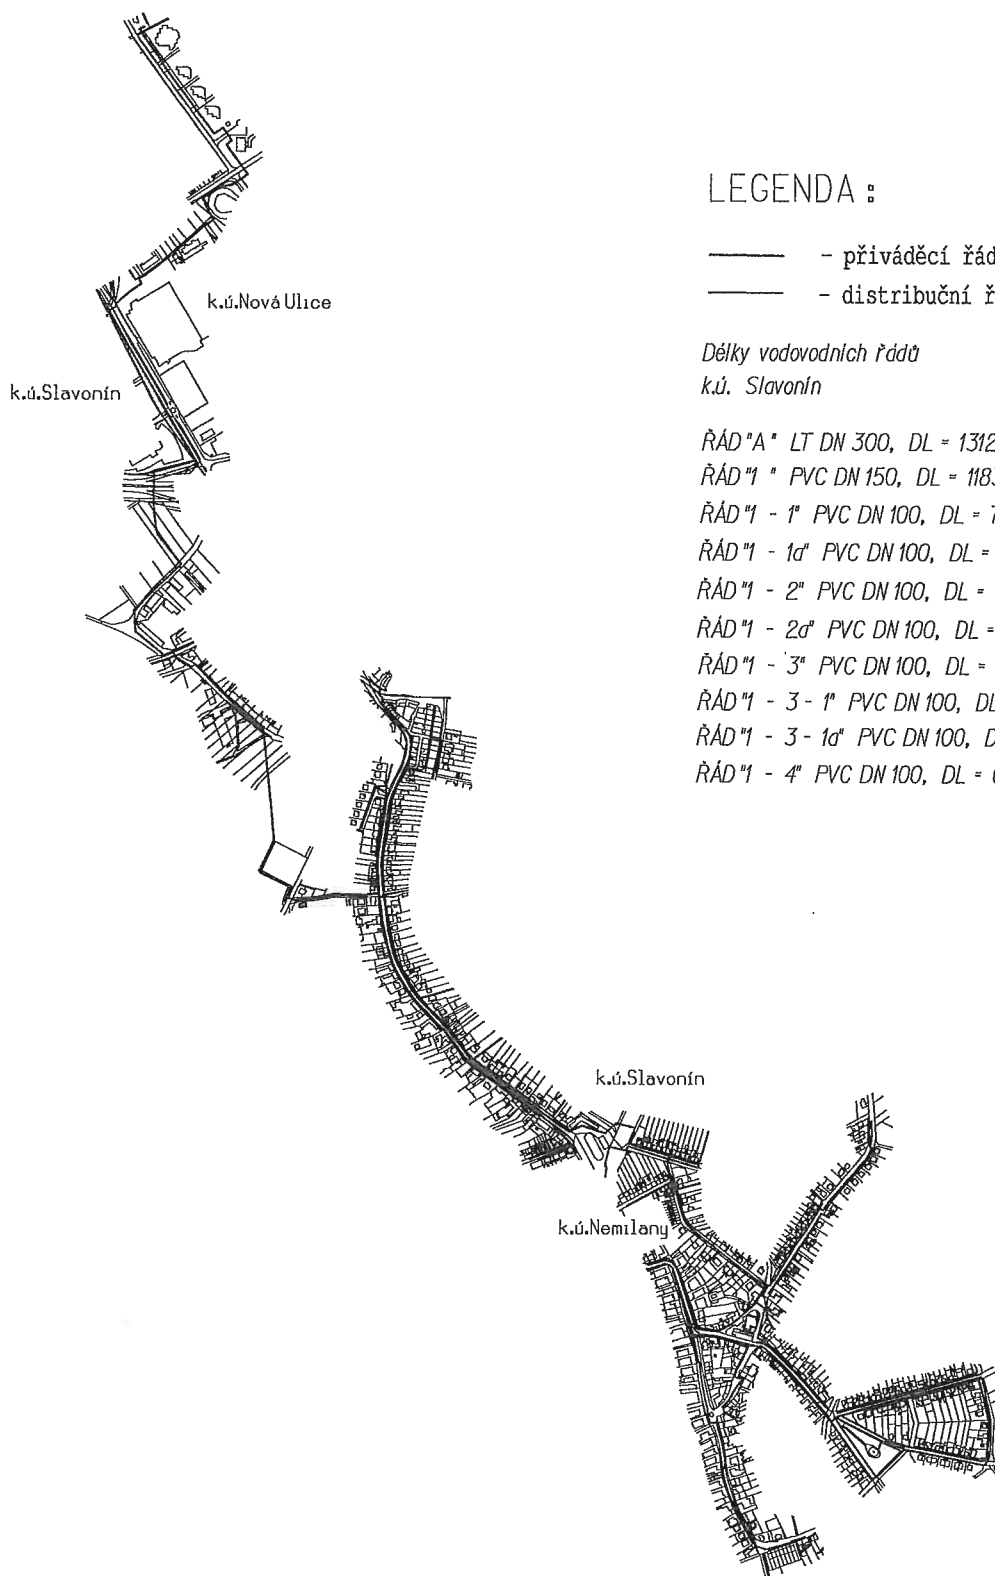 LEGENDA :
- přiváděcí řád
- distribuční ř
Délky vodovodních řádů
k.ú. Slavonín
ŘÁD "A" LT DN 300, DL = 1312
ŘÁD "1 " PVC DN 150, DL = 1183
ŘÁD "1 - 1" PVC DN 100, DL = 7
ŘÁD "1 - 1a" PVC DN 100, DL =
ŘÁD "1 - 2" PVC DN 100, DL =
ŘÁD "1 - 2a" PVC DN 100, DL =
ŘÁD "1 - 3" PVC DN 100, DL =
ŘÁD "1 - 3 - 1" PVC DN 100, DL
ŘÁD "1 - 3 - 1a" PVC DN 100, D
ŘÁD "1 - 4" PVC DN 100, DL = 6
k.ú.Nová Ulice
k.ú.Slavonín
k.ú.Slavonín
k.ú.Nemilany